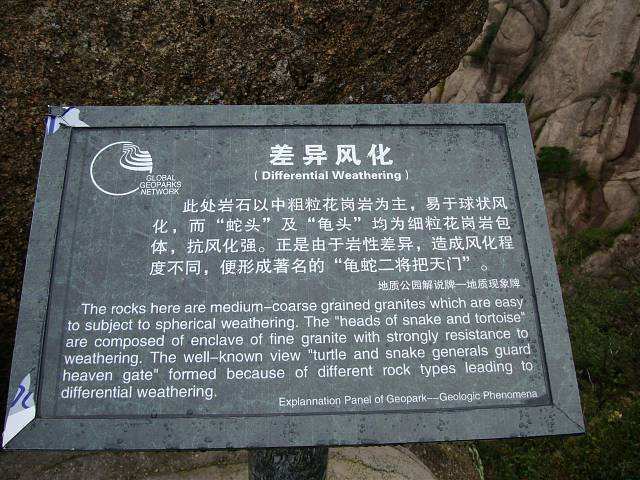 GLOBAL
GEOPARKS
NETWORK
差异风化
( Differential Weathering )
此处岩石以中粗粒花岗岩为主，易于球状风
化，而“蛇头”及“龟头”均为细粒花岗岩包
体，抗风化强。正是由于岩性差异，造成风化程
度不同，便形成著名的“龟蛇二将把天门”。
地质公园解说牌—地质现象牌
The rocks here are medium-coarse grained granites which are easy
to subject to spherical weathering. The "heads of snake and tortoise"
are composed of enclave of fine granite with strongly resistance to
weathering. The well-known view "turtle and snake generals guard
heaven gate" formed because of different rock types leading to
differential weathering.
Explannation Panel of Geopark--Geologic Phenomena